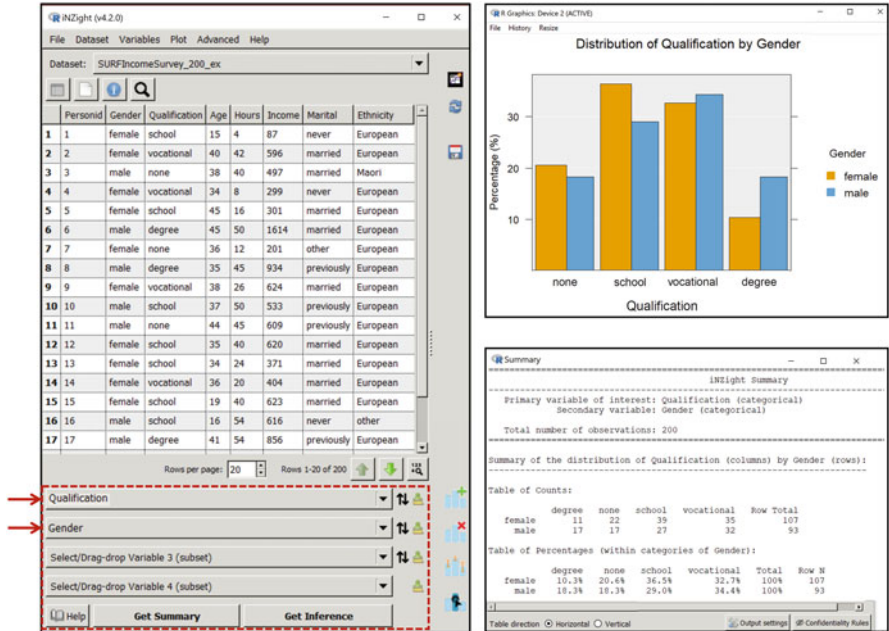 iNZight (v4.2.0)
File Dataset Variables Plot Advanced Help
Dataset: SURFIncomeSurvey_200_ex
Personid Gender Qualification Age Hours Income Marital Ethnicity
1 1 female school 15 4 87 never European
2 2 female vocational 40 42 596 married European
3 3 male none 38 40 497 married Maori
4 4 female vocational 34 8 299 never European
5 5 female school 45 16 301 married European
6 6 male degree 45 50 1614 married European
7 7 female none 36 12 201 other European
8 8 male degree 35 45 934 previously European
9 9 female vocational 38 26 624 married European
10 10 male school 37 50 533 previously European
11 11 male none 44 45 609 previously European
12 12 female school 35 40 620 married European
13 13 female school 34 24 371 married European
14 14 female vocational 36 20 404 married European
15 15 female school 19 40 623 married European
16 16 male school 16 54 616 never other
17 17 male degree 41 54 856 previously European
Rows per page: 20 Rows 1-20 of 200
Qualification
Gender
Select/Drag-drop Variable 3 (subset)
Select/Drag-drop Variable 4 (subset)
Help Get Summary Get Inference
R Graphics: Device 2 (ACTIVE)
File History Resize
Distribution of Qualification by Gender
Percentage (%)
30
20
10
none school vocational degree
Qualification
Gender
female
male
Summary
iNZight Summary
Primary variable of interest: Qualification (categorical)
Secondary variable: Gender (categorical)
Total number of observations: 200
Summary of the distribution of Qualification (columns) by Gender (rows):
Table of Counts:
degree none school vocational Row Total
female 11 22 39 35 107
male 17 17 27 32 93
Table of Percentages (within categories of Gender):
degree none school vocational Total Row N
female 10.3% 20.6% 36.5% 32.7% 100% 107
male 18.3% 18.3% 29.0% 34.4% 100% 93
Table direction Horizontal Vertical Output settings Confidentiality Rules